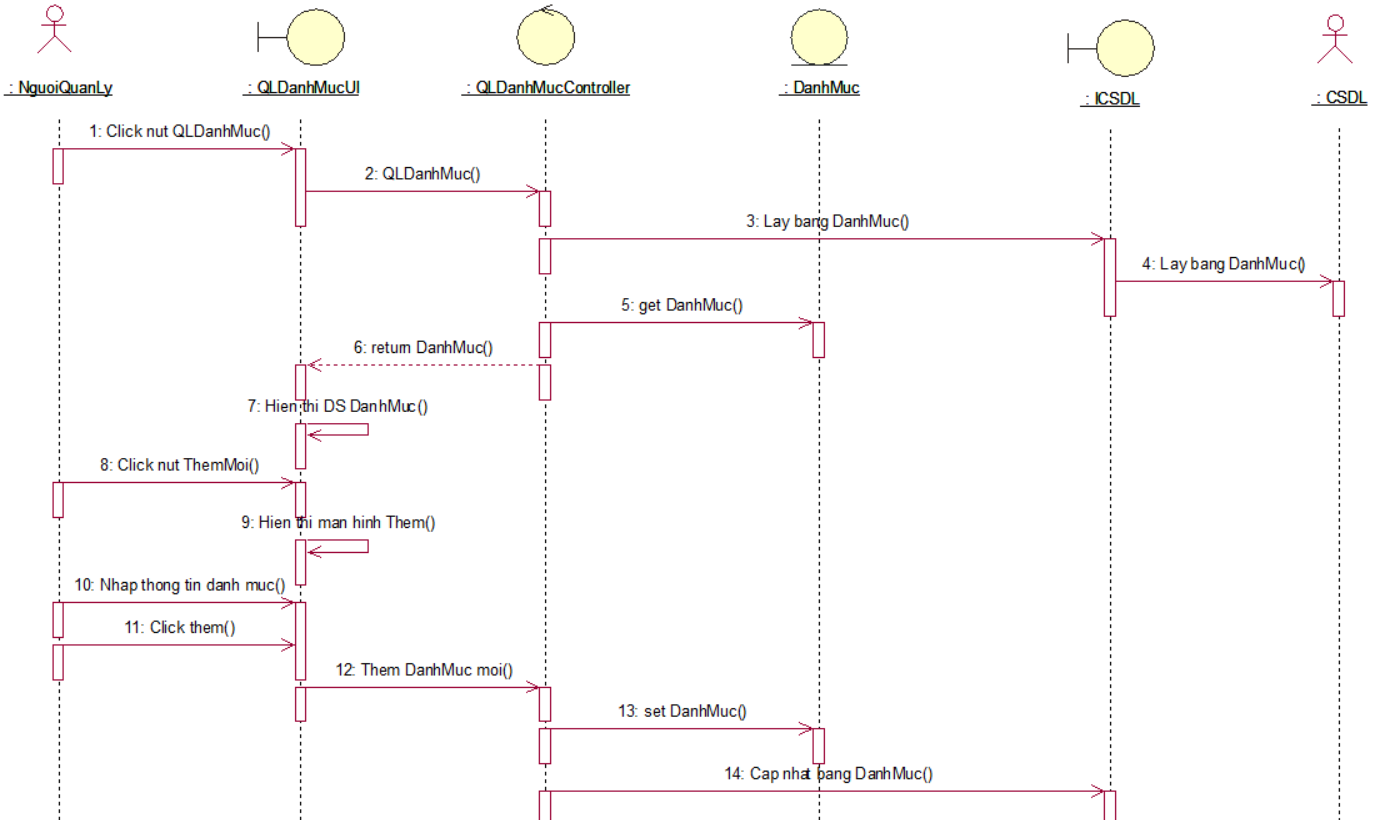 : NguoiQuanLy
: QLDanhMucUI
: QLDanhMucController
: DanhMuc
: ICSDL
: CSDL
1: Click nut QLDanhMuc()
2: QLDanhMuc()
3: Lay bang DanhMuc()
4: Lay bang DanhMuc()
5: get DanhMuc()
6: return DanhMuc()
7: Hien thi DS DanhMuc()
8: Click nut ThemMoi()
9: Hien thi man hinh Them()
10: Nhap thong tin danh muc()
11: Click them()
12: Them DanhMuc moi()
13: set DanhMuc()
14: Cap nhat bang DanhMuc()